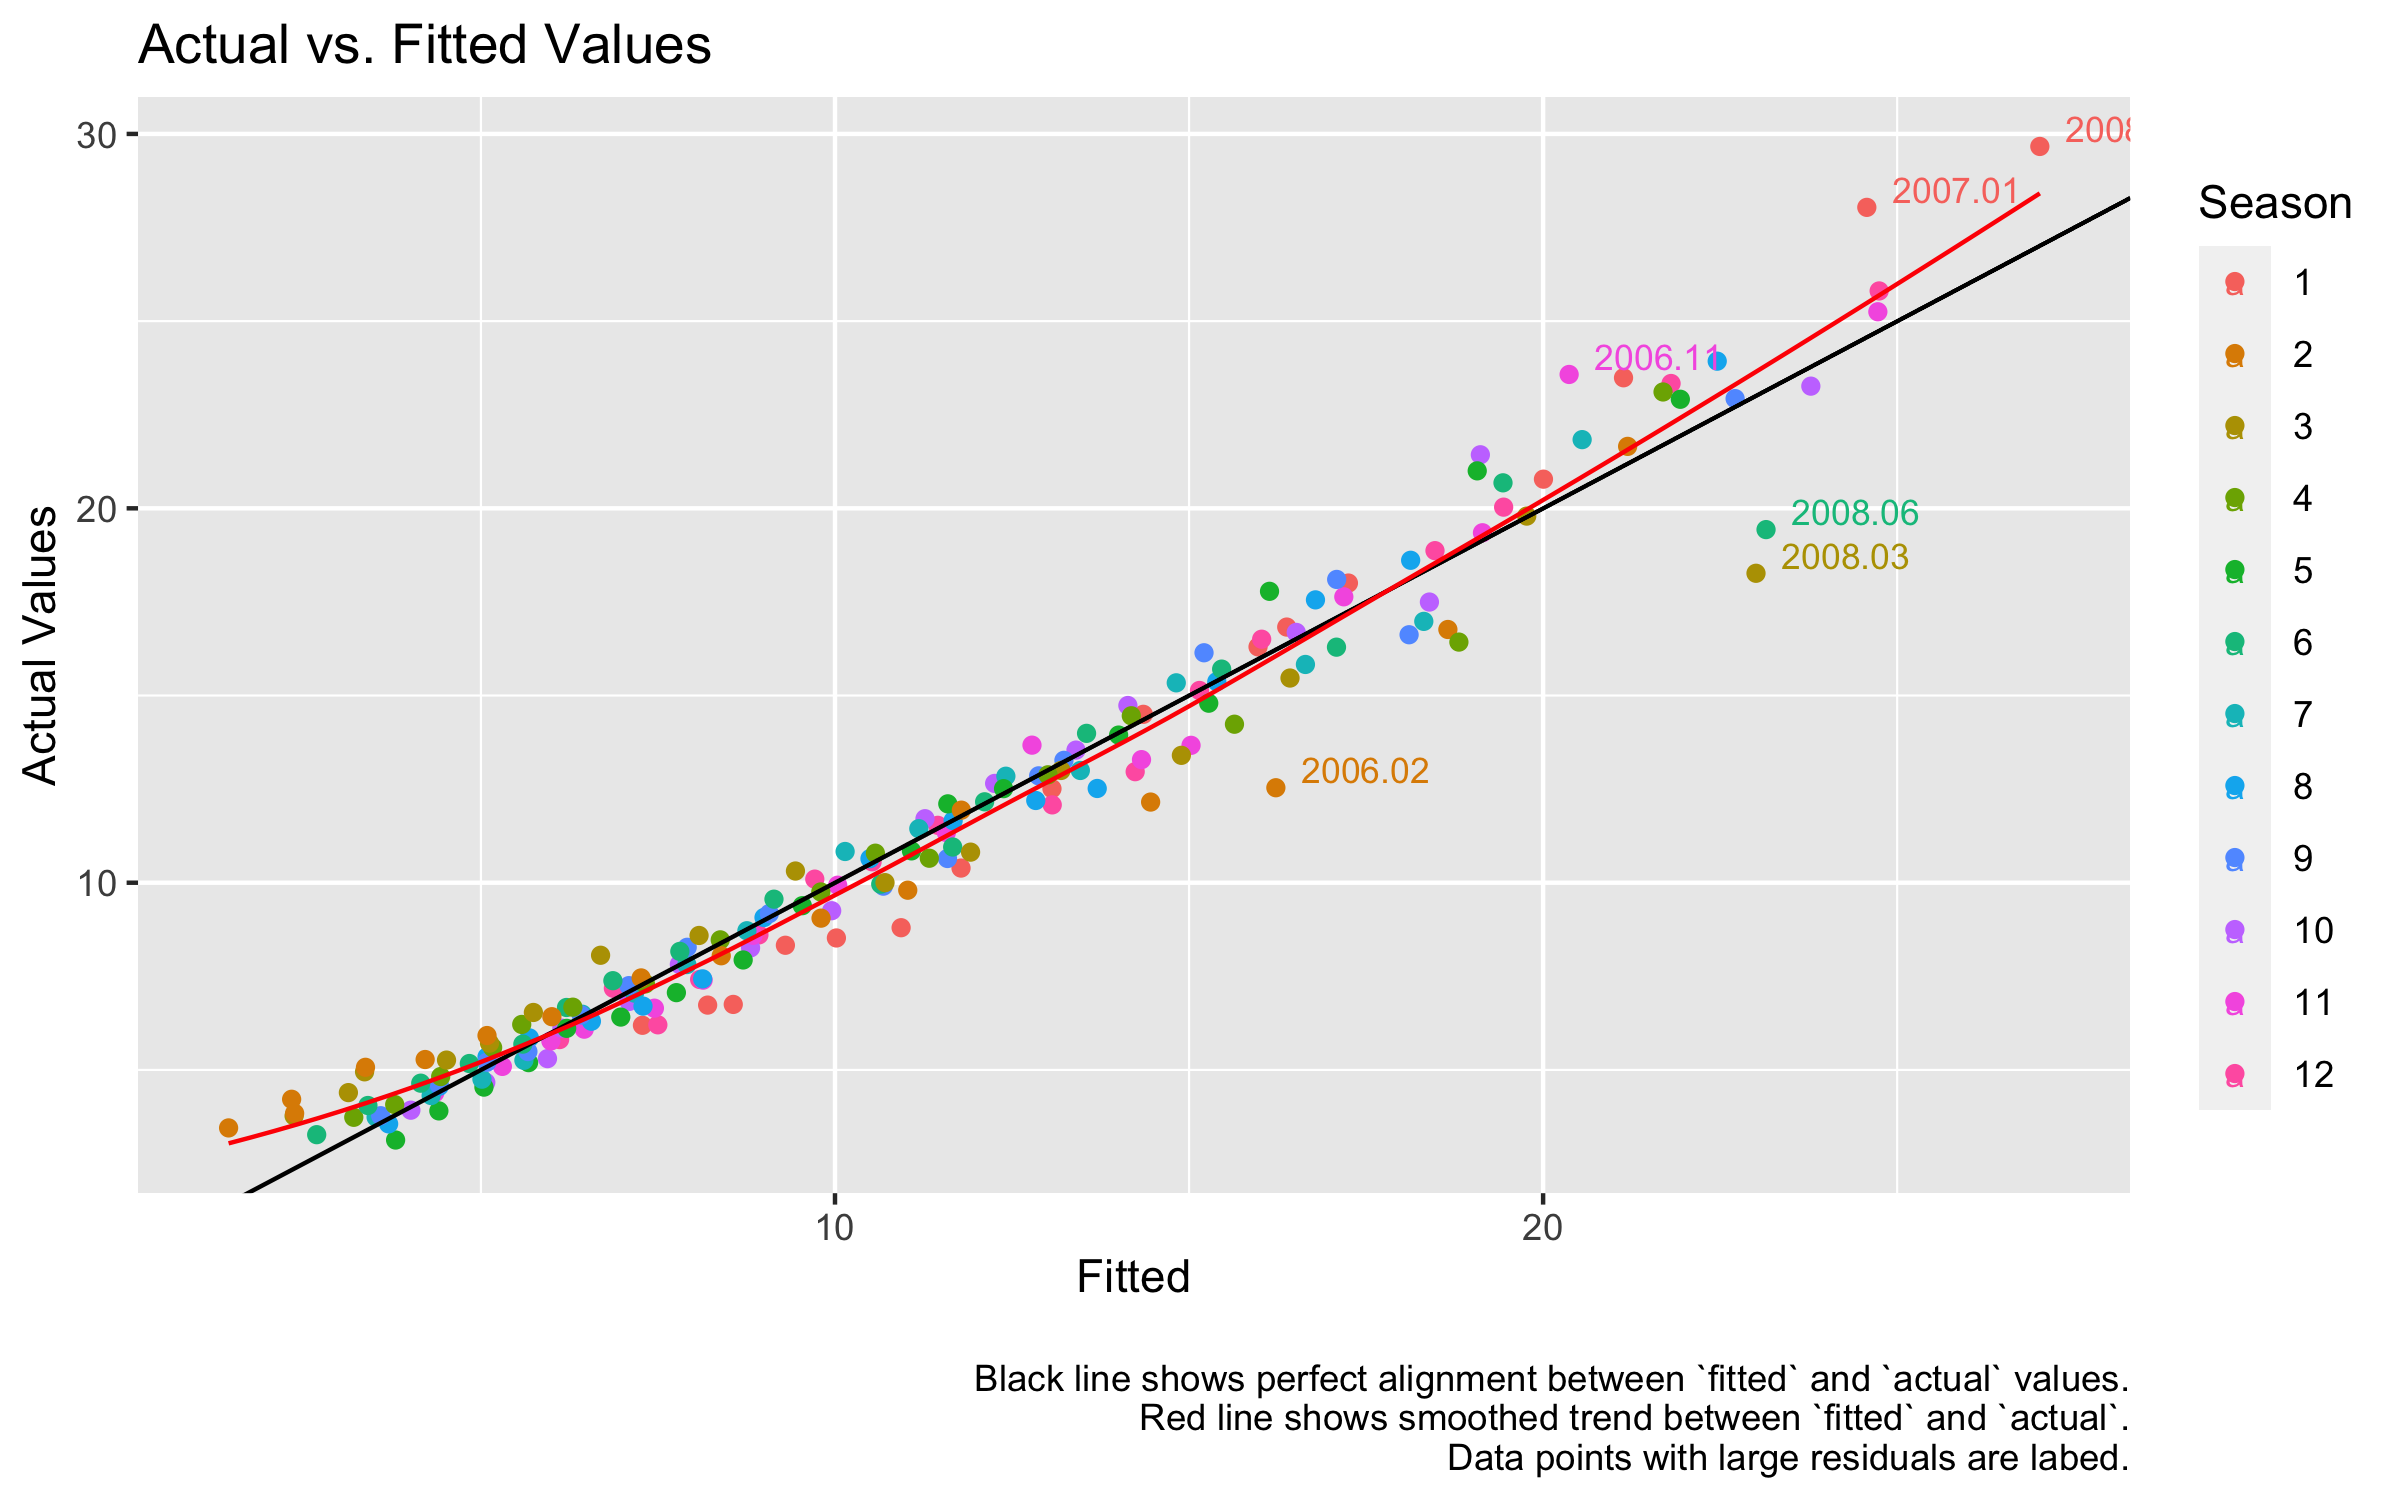 Actual vs. Fitted Values
30
20
10
Actual Values
2008
2007.01
2006.11
2008.06
2008.03
2006.02
10
20
Fitted
Season
a 1
a 2
a 3
a 4
a 5
a 6
a 7
a 8
a 9
a 10
a 11
a 12
Black line shows perfect alignment between `fitted` and `actual` values.
Red line shows smoothed trend between `fitted` and `actual`.
Data points with large residuals are labed.